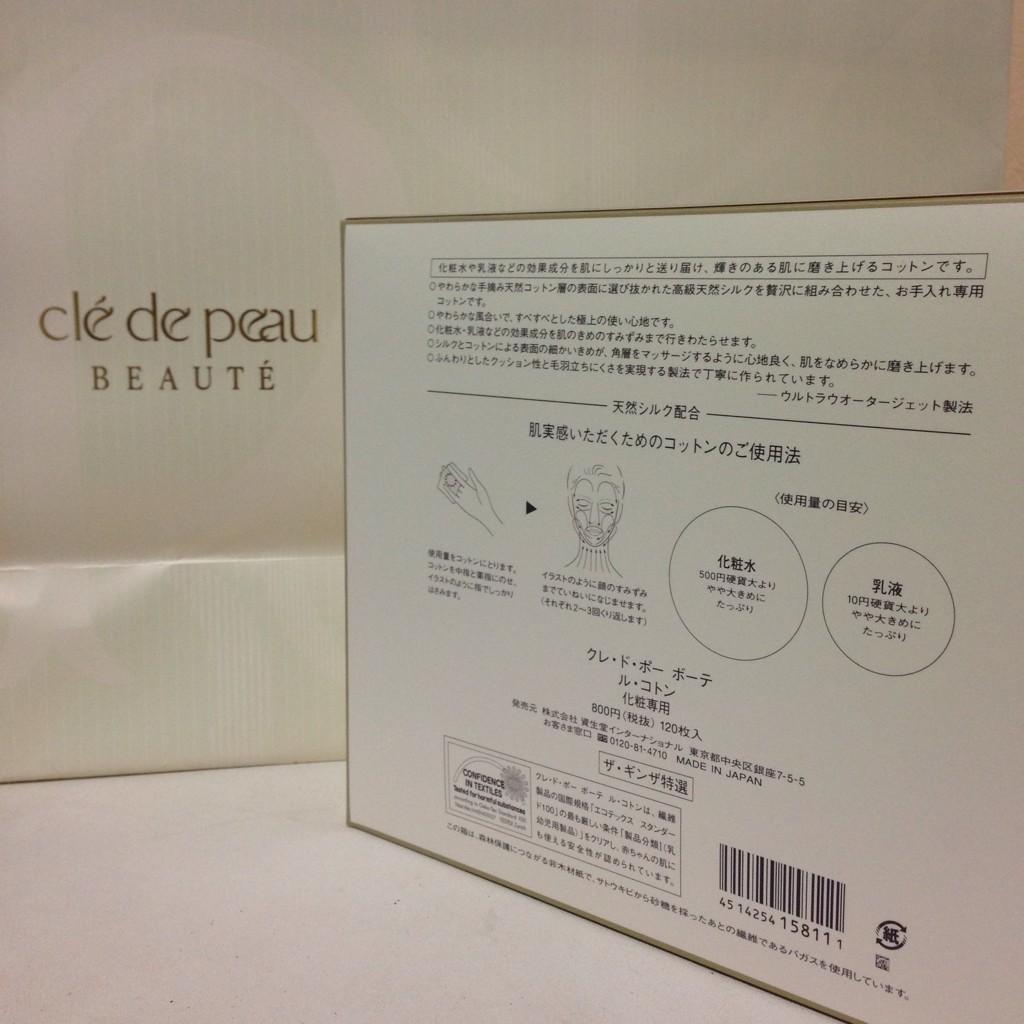 clé de peau
BEAUTÉ
化粧水や乳液などの効果成分を肌にしっかりと送り届け、輝きのある肌に磨き上げるコットンです。
○やわらかな手摘み天然コットン層の表面に選び抜かれた高級天然シルクを贅沢に組み合わせた、お手入れ専用
コットンです。
○やわらかな風合いで、すべすべとした極上の使い心地です。
○化粧水・乳液などの効果成分を肌のきめのすみずみまで行きわたらせます。
○シルクとコットンによる表面の細かいきめが、角層をマッサージするように心地良く、肌をなめらかに磨き上げます。
○ふんわりとしたクッション性と毛羽立ちにくさを実現する製法で丁寧に作られています。
── ウルトラウオータージェット製法
天然シルク配合
肌実感いただくためのコットンのご使用法
使用量をコットンにとります。
コットンを中指と薬指にのせ、
イラストのように指でしっかり
はさみます。
イラストのように顔のすみずみ
までていねいになじませます。
(それぞれ2〜3回くり返します)
〈使用量の目安〉
化粧水
500円硬貨大より
やや大きめに
たっぷり
乳液
10円硬貨大より
やや大きめに
たっぷり
クレ・ド・ポー ボーテ
ル・コトン
化粧専用
800円(税抜) 120枚入
発売元 株式会社 資生堂インターナショナル 東京都中央区銀座7-5-5
お客さま窓口 0120-81-4710 MADE IN JAPAN
ザ・ギンザ特選
CONFIDENCE
IN TEXTILES
Tested for harmful substances
according to Oeko-Tex Standard 100
クレ・ド・ポー ボーテ ル・コトンは、繊維
製品の国際規格「エコテックス スタンダー
ド100」の最も厳しい条件「製品分類I(乳
幼児用製品)」をクリアし、赤ちゃんの肌に
も使える安全性が認められています。
この箱は、森林保護につながる非木材紙で、サトウキビから砂糖を採ったあとの繊維であるバガスを使用しています。
4514254 158111
紙